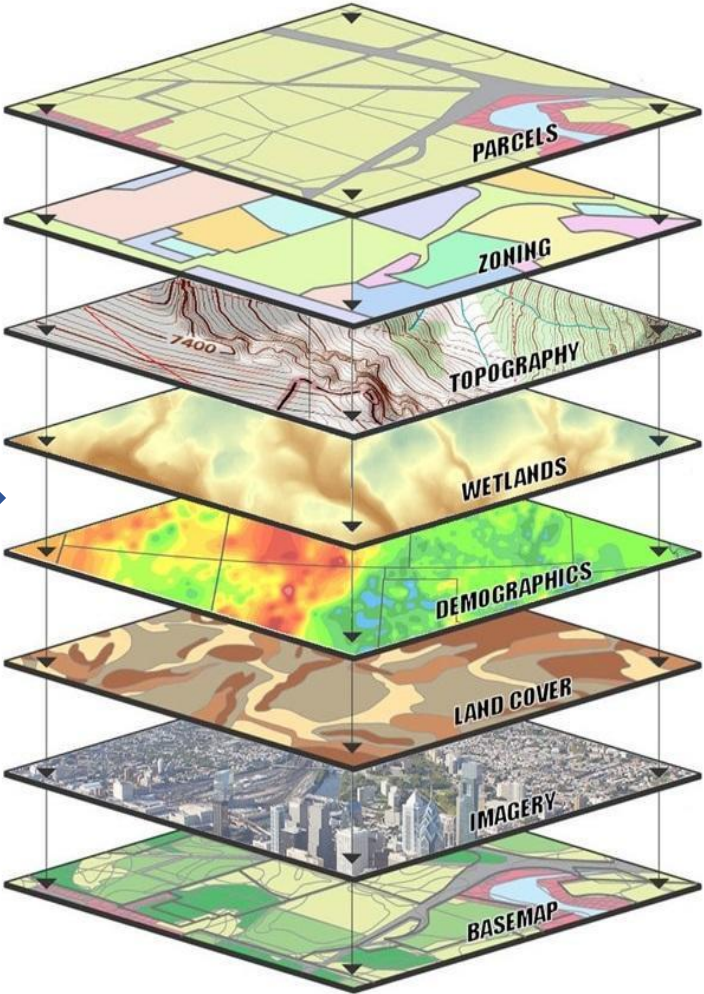 PARCELS
ZONING
7400
TOPOGRAPHY
WETLANDS
DEMOGRAPHICS
LAND COVER
IMAGERY
BASEMAP